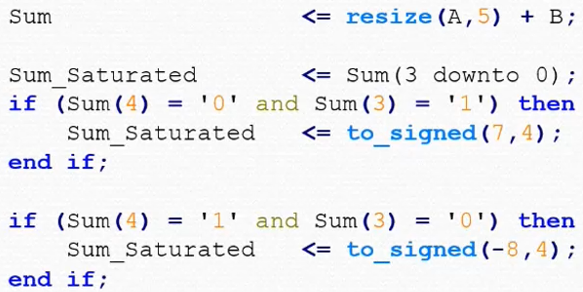 Sum <= resize(A,5) + B;
Sum_Saturated <= Sum(3 downto 0);
if (Sum(4) = '0' and Sum(3) = '1') then
Sum_Saturated <= to_signed(7,4);
end if;
if (Sum(4) = '1' and Sum(3) = '0') then
Sum_Saturated <= to_signed(-8,4);
end if;